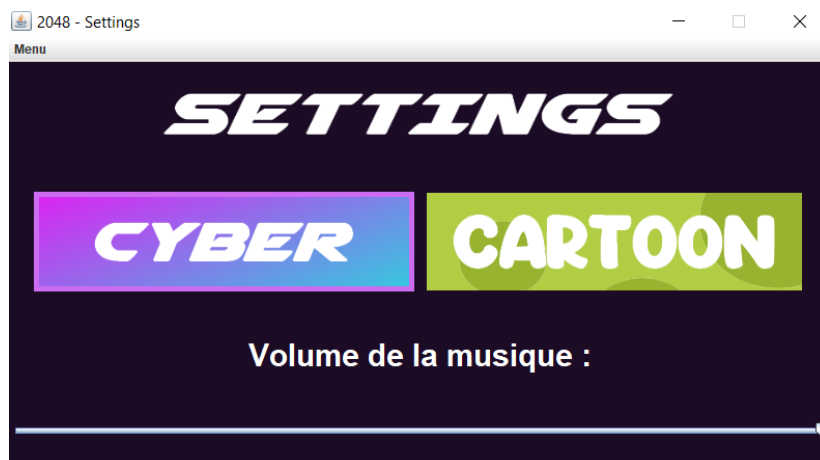 2048 - Settings
Menu
SETTINGS
CYBER
CARTOON
Volume de la musique :